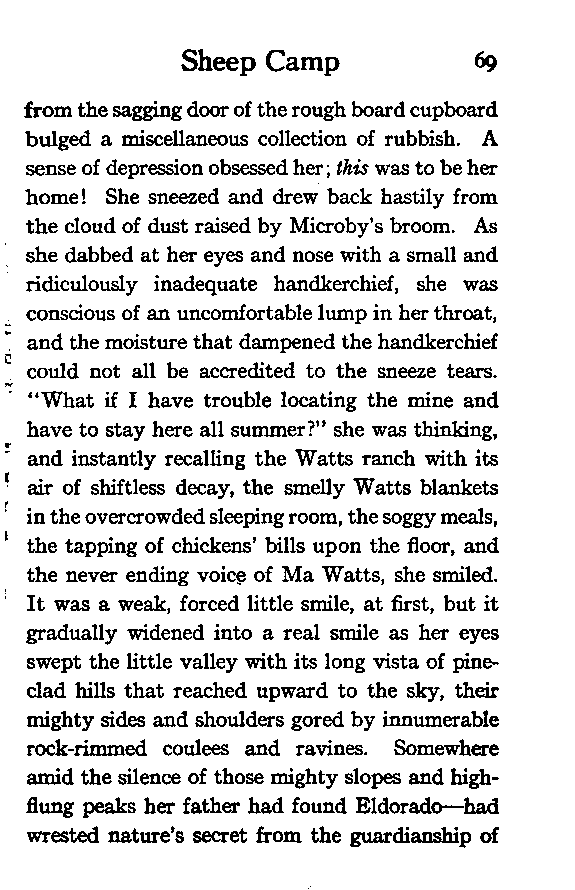 Sheep Camp 69
from the sagging door of the rough board cupboard
bulged a miscellaneous collection of rubbish. A
sense of depression obsessed her; this was to be her
home! She sneezed and drew back hastily from
the cloud of dust raised by Microby's broom. As
she dabbed at her eyes and nose with a small and
ridiculously inadequate handkerchief, she was
conscious of an uncomfortable lump in her throat,
and the moisture that dampened the handkerchief
could not all be accredited to the sneeze tears.
"What if I have trouble locating the mine and
have to stay here all summer?" she was thinking,
and instantly recalling the Watts ranch with its
air of shiftless decay, the smelly Watts blankets
in the overcrowded sleeping room, the soggy meals,
the tapping of chickens' bills upon the floor, and
the never ending voice of Ma Watts, she smiled.
It was a weak, forced little smile, at first, but it
gradually widened into a real smile as her eyes
swept the little valley with its long vista of pine-
clad hills that reached upward to the sky, their
mighty sides and shoulders gored by innumerable
rock-rimmed coulees and ravines. Somewhere
amid the silence of those mighty slopes and high-
flung peaks her father had found Eldorado—had
wrested nature's secret from the guardianship of